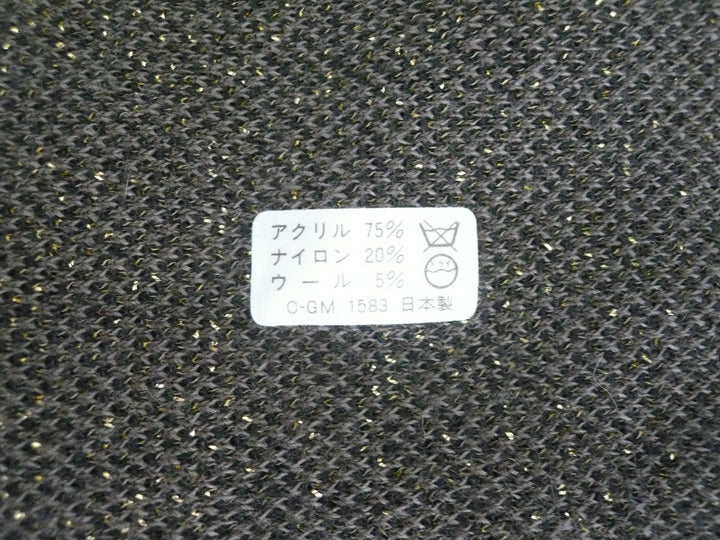 アクリル 75%
ナイロン 20%
ウール 5%
C-GM 1583 日本製